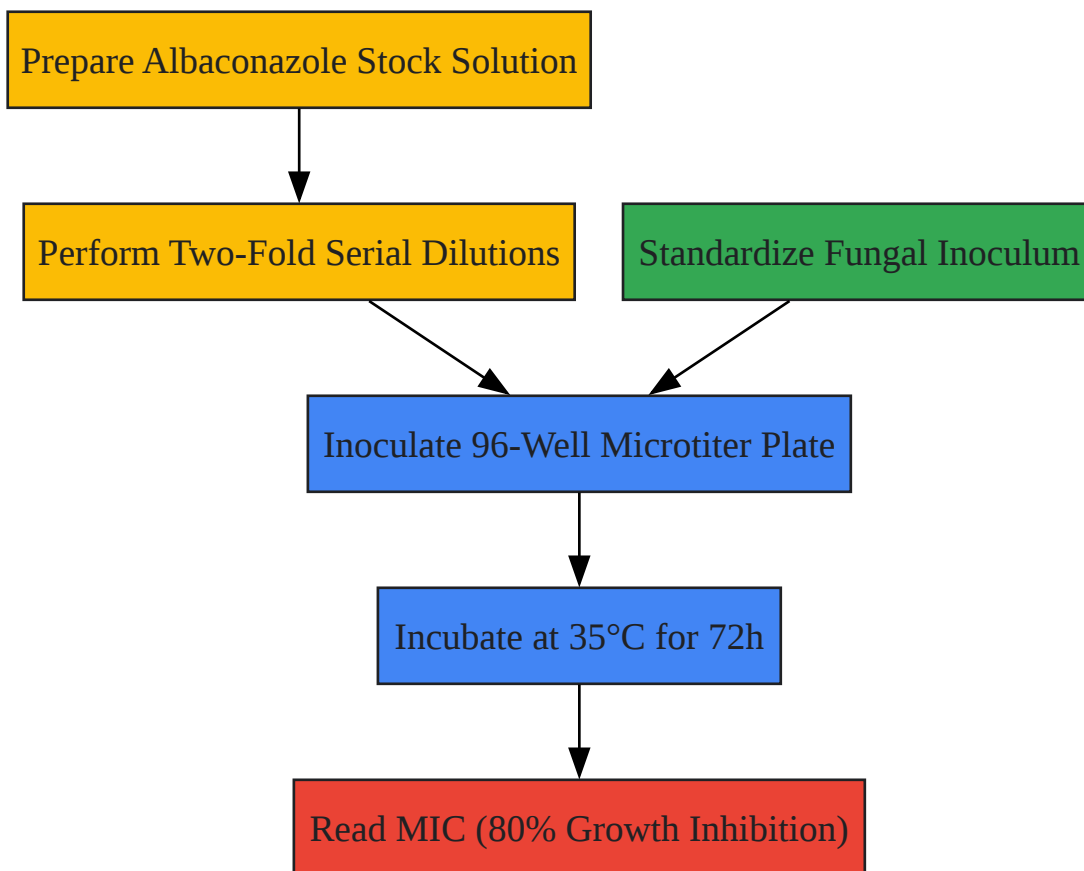 Prepare Albaconazole Stock Solution
Perform Two-Fold Serial Dilutions
Standardize Fungal Inoculum
Inoculate 96-Well Microtiter Plate
Incubate at 35°C for 72h
Read MIC (80% Growth Inhibition)